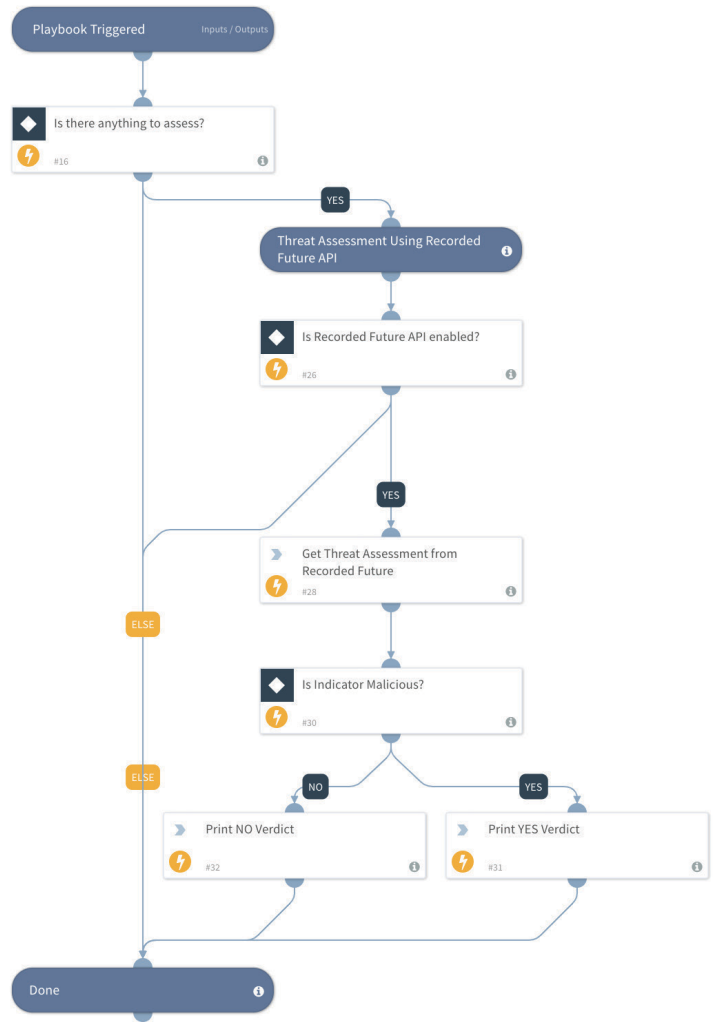 Playbook Triggered
Inputs / Outputs
Is there anything to assess?
#16
YES
Threat Assessment Using Recorded
Future API
Is Recorded Future API enabled?
#26
YES
Get Threat Assessment from
Recorded Future
#28
ELSE
Is Indicator Malicious?
#30
ELSE
NO
YES
Print NO Verdict
#32
Print YES Verdict
#31
Done